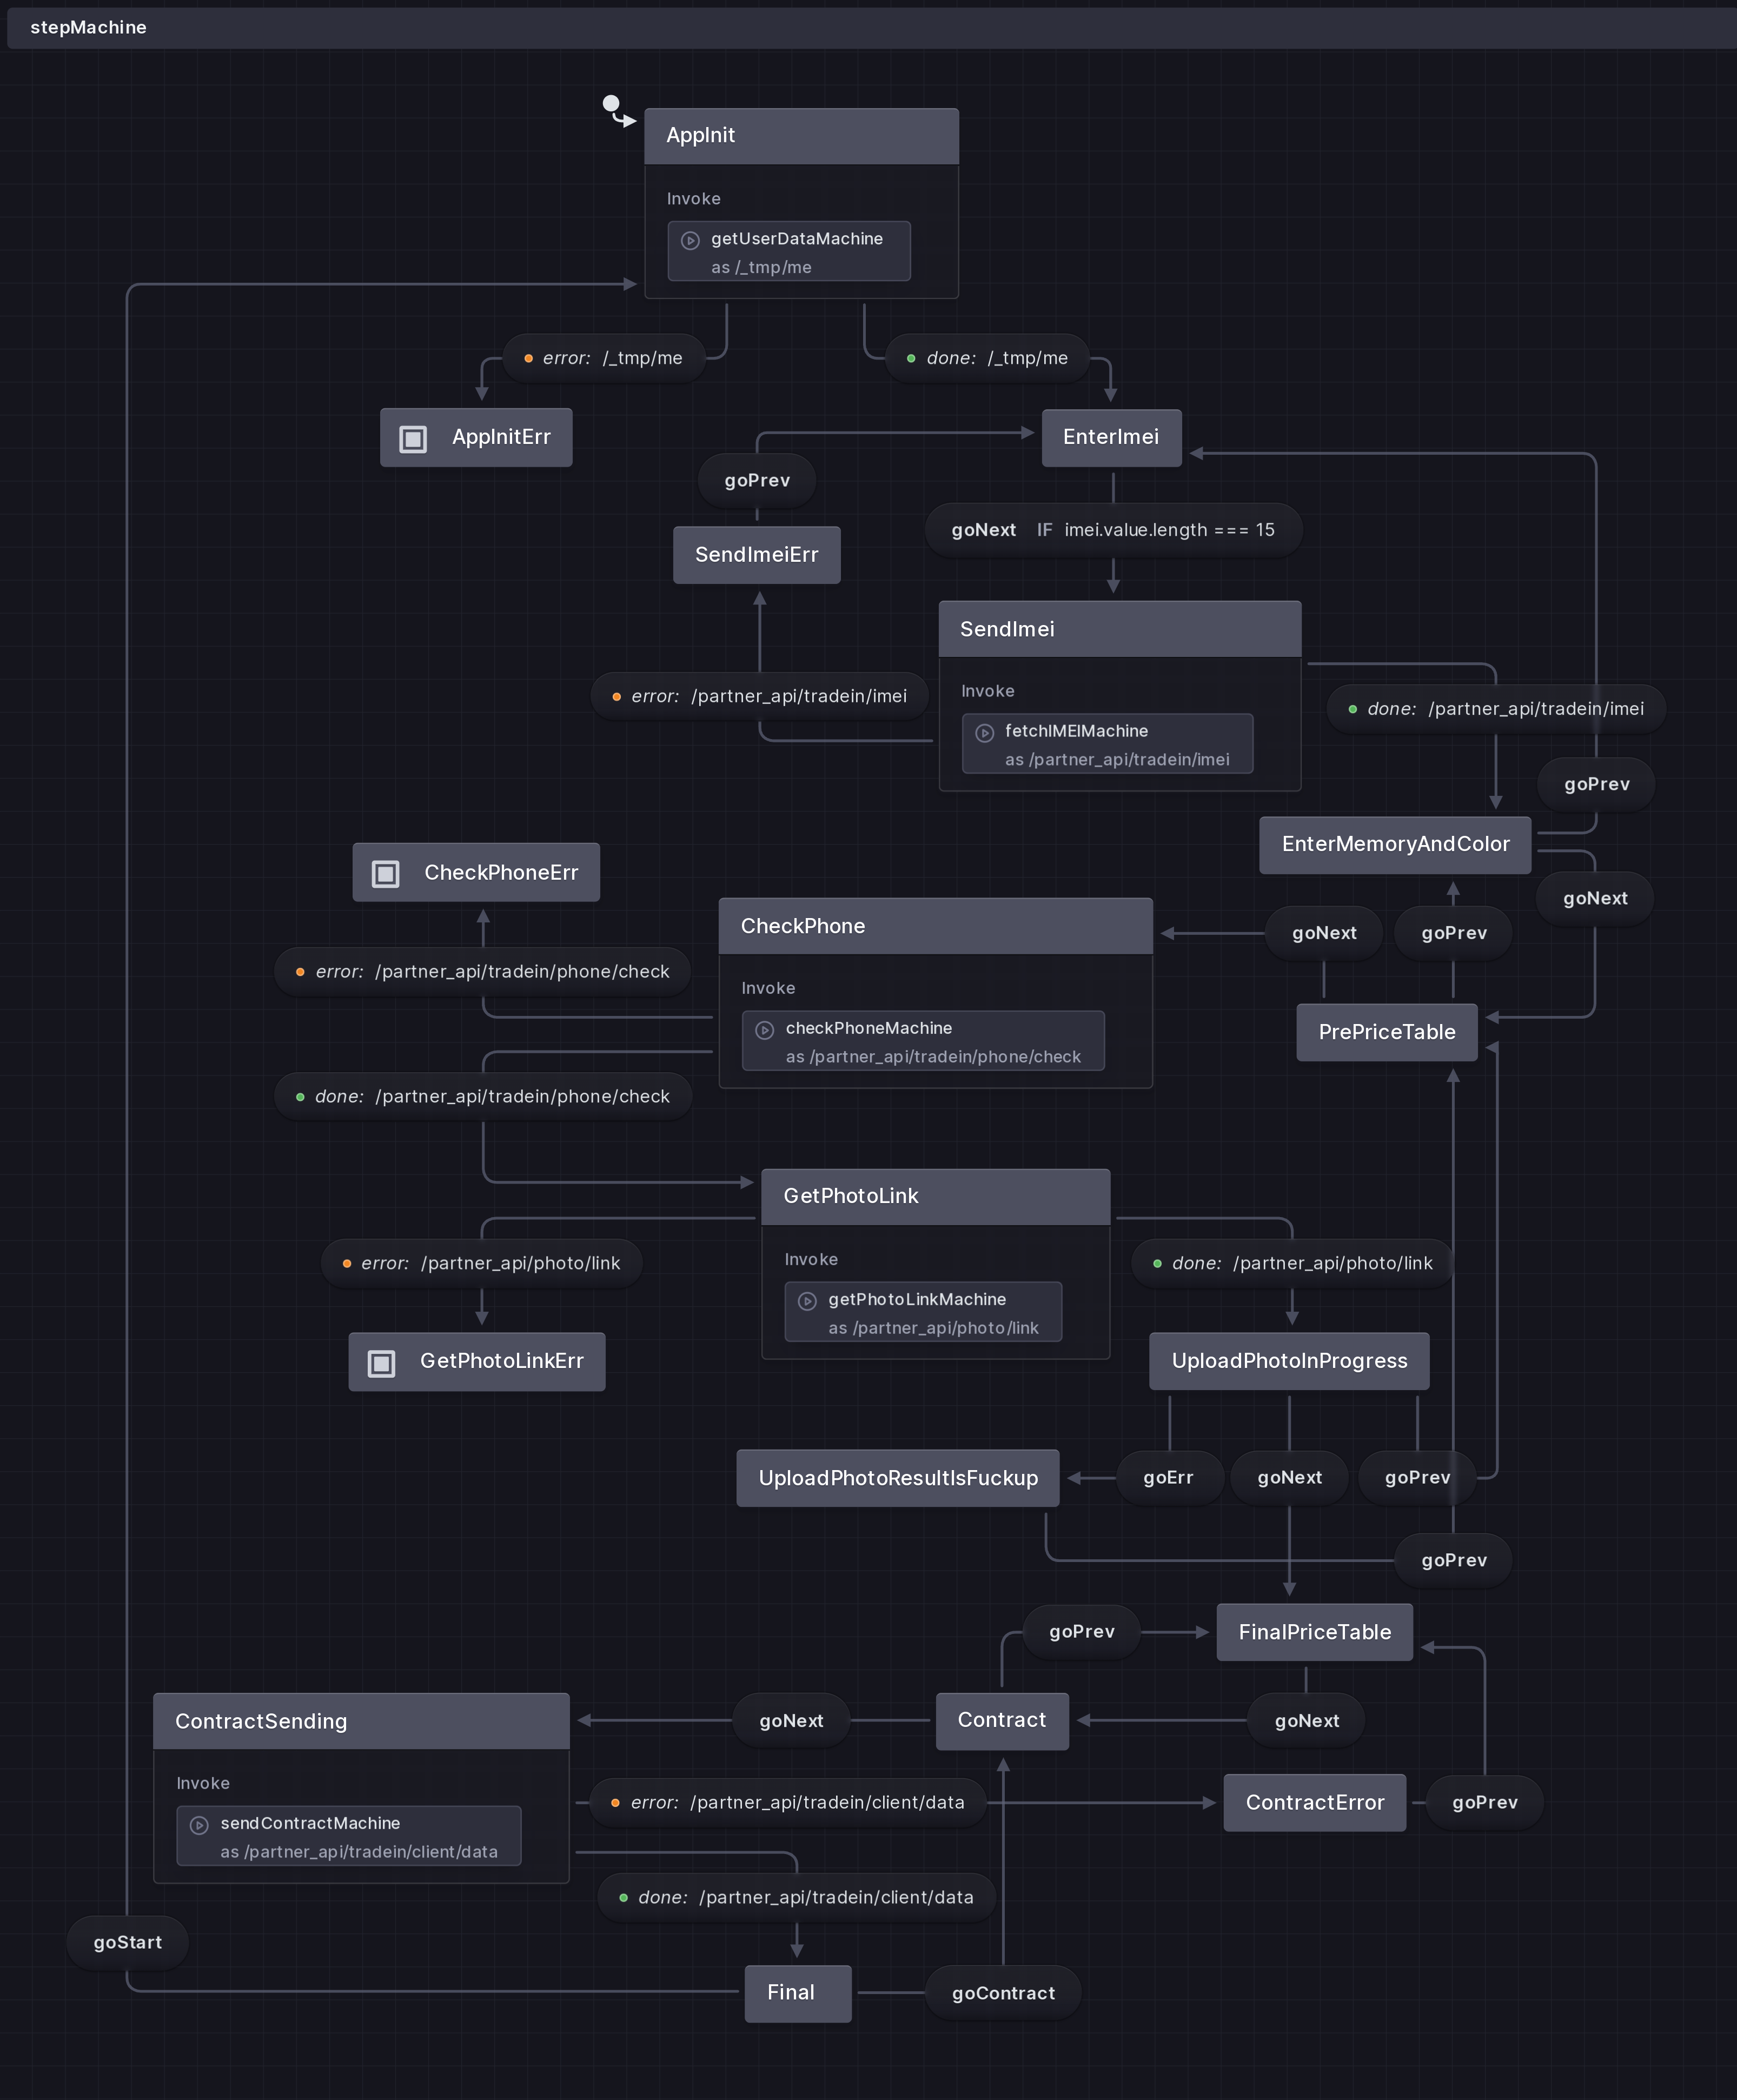 stepMachine
AppInit
Invoke
getUserDataMachine
as /_tmp/me
error: /_tmp/me
done: /_tmp/me
AppInitErr
EnterImei
goPrev
goNext IF imei.value.length === 15
SendImeiErr
SendImei
Invoke
error: /partner_api/tradein/imei
done: /partner_api/tradein/imei
fetchIMEIMachine
as /partner_api/tradein/imei
goPrev
EnterMemoryAndColor
CheckPhoneErr
goNext
CheckPhone
goNext
goPrev
error: /partner_api/tradein/phone/check
Invoke
checkPhoneMachine
as /partner_api/tradein/phone/check
PrePriceTable
done: /partner_api/tradein/phone/check
GetPhotoLink
Invoke
error: /partner_api/photo/link
done: /partner_api/photo/link
getPhotoLinkMachine
as /partner_api/photo/link
GetPhotoLinkErr
UploadPhotoInProgress
UploadPhotoResultIsFuckup
goErr
goNext
goPrev
goPrev
goPrev
FinalPriceTable
ContractSending
goNext
Contract
goNext
Invoke
sendContractMachine
as /partner_api/tradein/client/data
error: /partner_api/tradein/client/data
ContractError
goPrev
done: /partner_api/tradein/client/data
goStart
Final
goContract